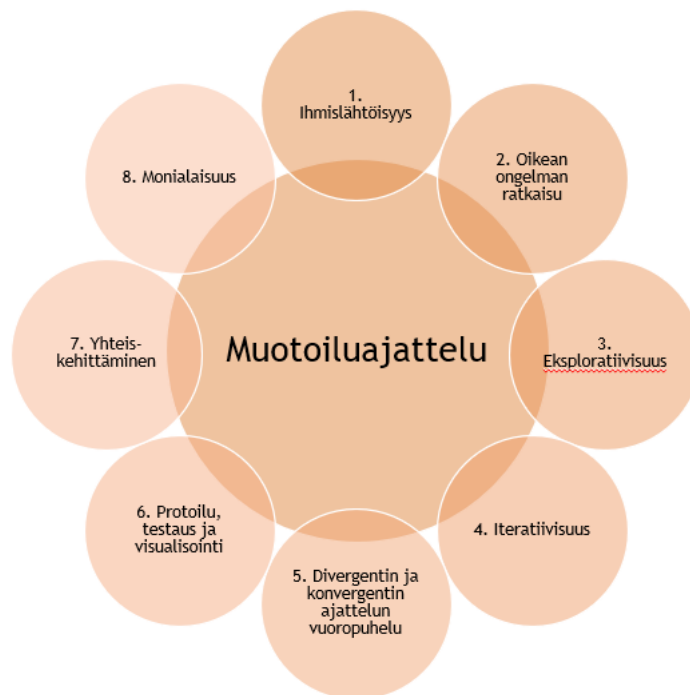 Muotoiluajattelu
1.
Ihmislähtöisyys
2. Oikean
ongelman
ratkaisu
3.
Eksploratiivisuus
4. Iteratiivisuus
5. Divergentin ja
konvergentin
ajattelun
vuoropuhelu
6. Protoilu,
testaus ja
visualisointi
7. Yhteis-
kehittäminen
8. Monialaisuus